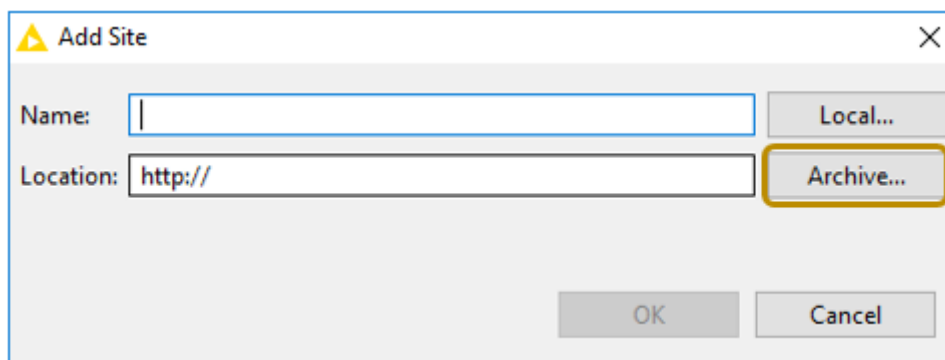 Add Site
Name: Local...
Location: http:// Archive...
OK Cancel